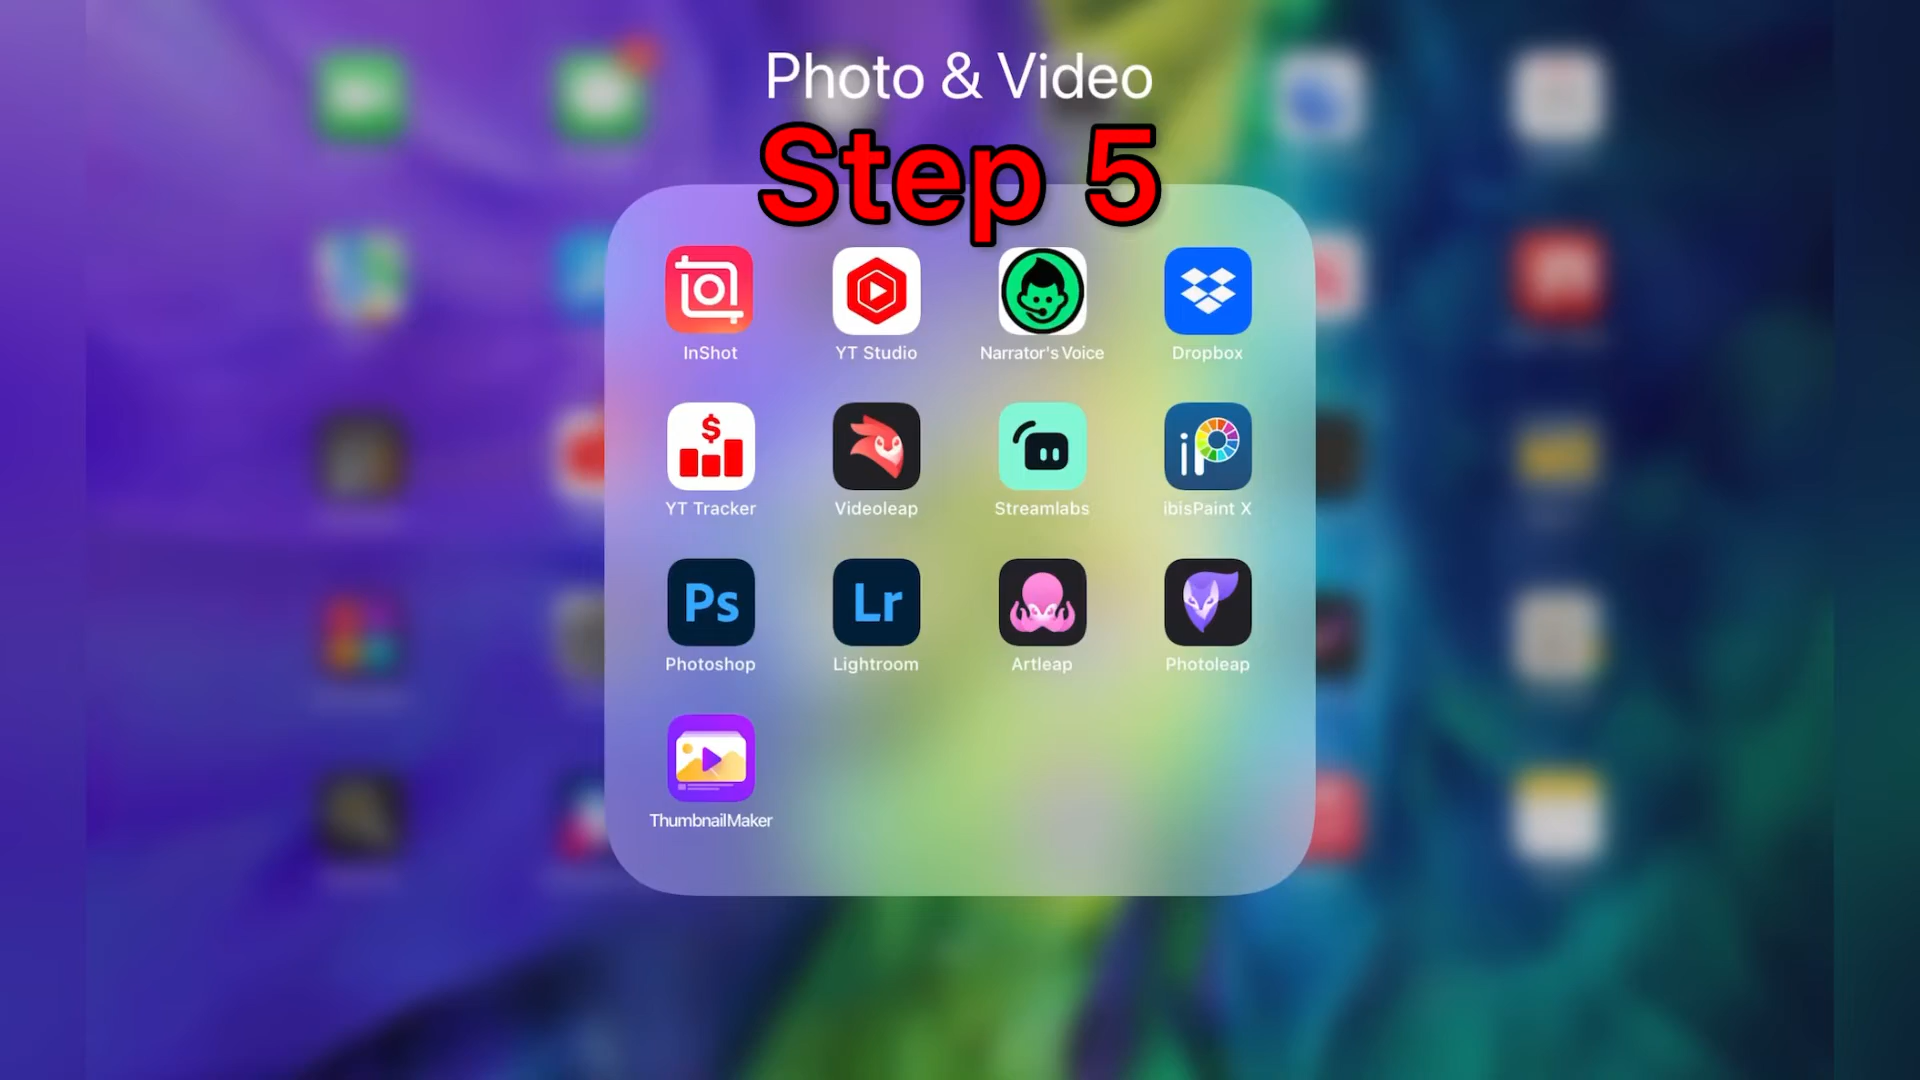 Photo & Video
Step 5
InShot YT Studio Narrator's Voice Dropbox
$
YT Tracker Videoleap Streamlabs ibisPaint X
iP
Ps Lr
Photoshop Lightroom Artleap Photoleap
ThumbnailMaker